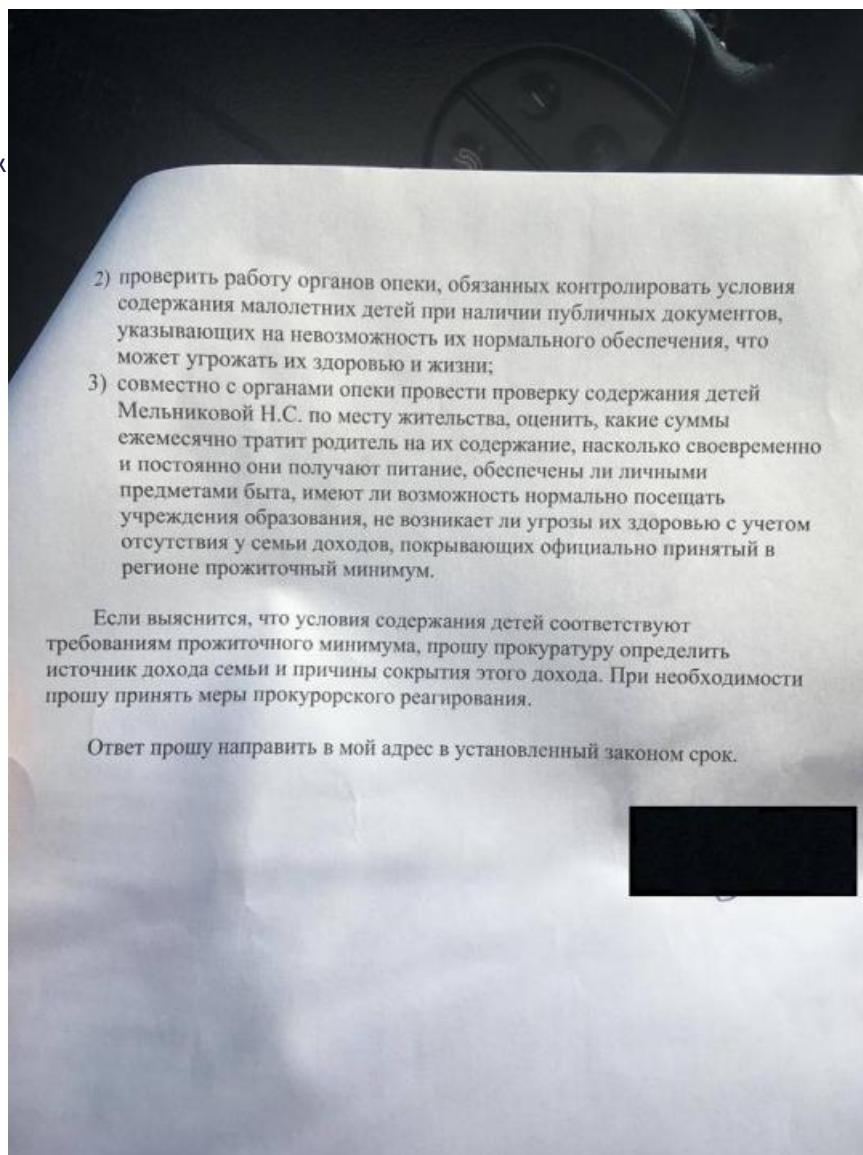 х
2) проверить работу органов опеки, обязанных контролировать условия
содержания малолетних детей при наличии публичных документов,
указывающих на невозможность их нормального обеспечения, что
может угрожать их здоровью и жизни;
3) совместно с органами опеки провести проверку содержания детей
Мельниковой Н.С. по месту жительства, оценить, какие суммы
ежемесячно тратит родитель на их содержание, насколько своевременно
и постоянно они получают питание, обеспечены ли личными
предметами быта, имеют ли возможность нормально посещать
учреждения образования, не возникает ли угрозы их здоровью с учетом
отсутствия у семьи доходов, покрывающих официально принятый в
регионе прожиточный минимум.
Если выяснится, что условия содержания детей соответствуют
требованиям прожиточного минимума, прошу прокуратуру определить
источник дохода семьи и причины сокрытия этого дохода. При необходимости
прошу принять меры прокурорского реагирования.
Ответ прошу направить в мой адрес в установленный законом срок.